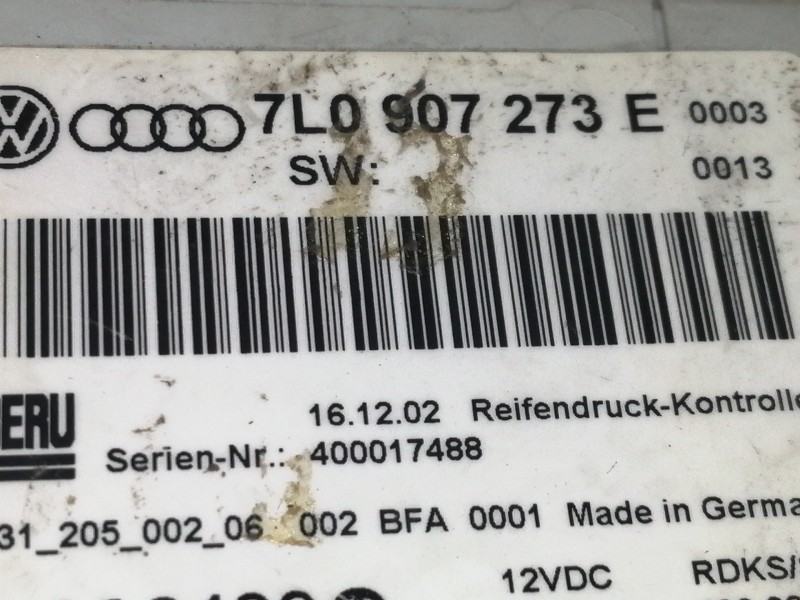 7L0 907 273 E 0003
SW: 0013
16.12.02 Reifendruck-Kontrolle
Serien-Nr.: 400017488
31_205_002_06 002 BFA 0001 Made in Germa
12VDC RDKS/